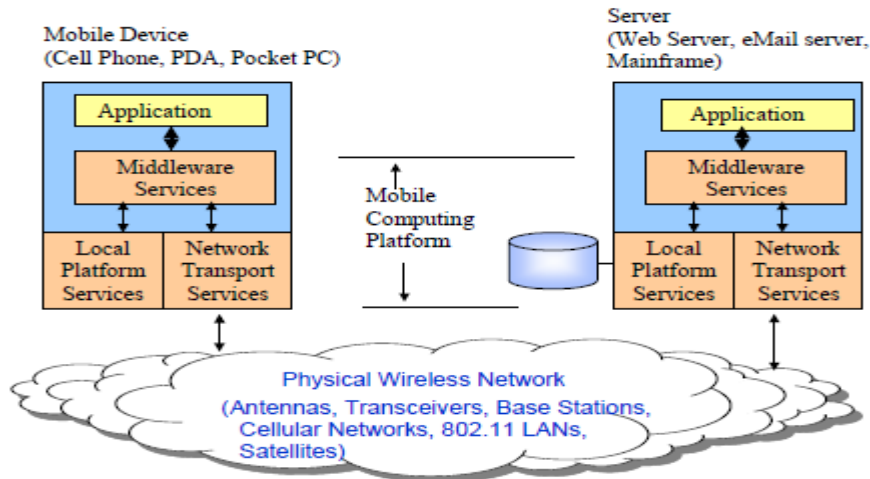 Mobile Device
(Cell Phone, PDA, Pocket PC)
Application
Middleware
Services
Local
Platform
Services
Network
Transport
Services
Mobile
Computing
Platform
Server
(Web Server, eMail server,
Mainframe)
Application
Middleware
Services
Local
Platform
Services
Network
Transport
Services
Physical Wireless Network
(Antennas, Transceivers, Base Stations,
Cellular Networks, 802.11 LANs,
Satellites)